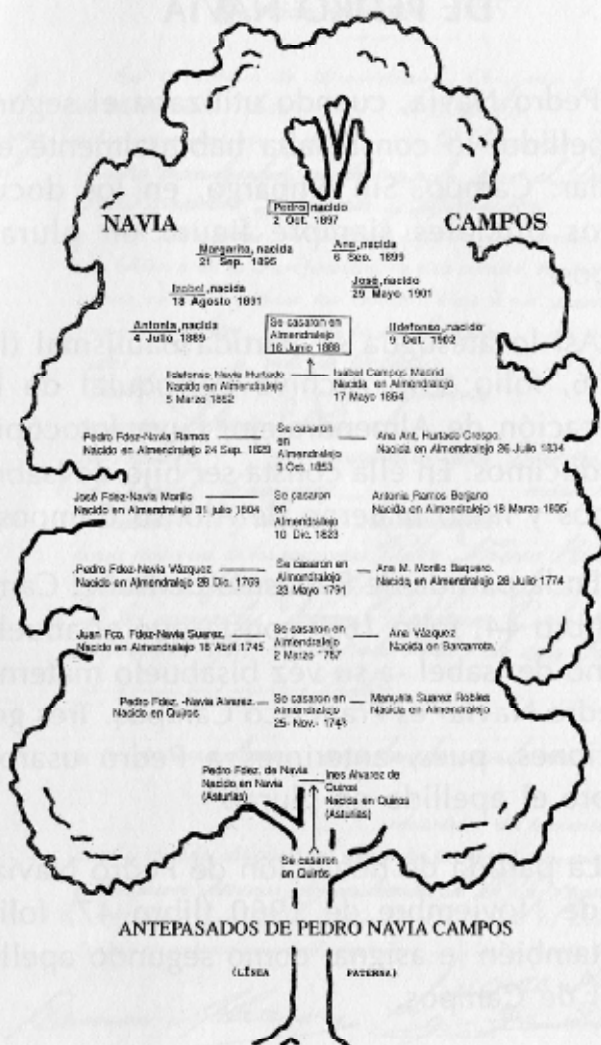 NAVIA
CAMPOS
Pedro, nacido
2 Oct. 1897
Margarita, nacida
21 Sep. 1895
Ana, nacida
6 Sep. 1899
Izabel, nacida
18 Agosto 1891
José, nacido
29 Mayo 1901
Antonia, nacida
4 Julio 1889
Se casaron en
Almendralejo
16 Junio 1888
Ildefonso, nacido
9 Oct. 1902
Ildefonso Navia Hurtado
Nacido en Almendralejo
5 Marzo 1862
Isabel Campos Madrid
Nacida en Almendralejo
17 Mayo 1864
Pedro Fdez-Navia Ramos
Nacido en Almendralejo 24 Sep. 1829
Se casaron
en
Almendralejo
3 Oct. 1853
Ana Ant. Hurtado Crespo.
Nacida en Almendralejo 26 Julio 1834
José Fdez-Navia Morillo
Nacido en Almendralejo 31 julio 1804
Se casaron
en
Almendralejo
10 Dic. 1823
Antonia Ramos Borjano
Nacida en Almendralejo 18 Marzo 1805
Pedro Fdez-Navia Vázquez
Nacido en Almendralejo 28 Dic. 1769
Se casaron en
Almendralejo
29 Mayo 1791
Ana M. Morillo Baquero.
Nacida en Almendralejo 28 Julio 1774
Juan Fco. Fdez-Navia Suarez.
Nacido en Almendralejo 18 Abril 1745
Se casaron en
Almendralejo
2 Marzo 1767
Ana Vázquez
Nacida en Barcarrota
Pedro Fdez. -Navia Alvarez
Nacido en Quirós
Se casaron en
Almendralejo
25 -Nov.- 1743
Manuela Suarez Robles
Nacida en Almendralejo
Pedro Fdez. de Navia
Nacido en Navia
(Asturias)
Ines Alvarez de
Quirós
Nacida en Quirós
(Asturias)
Se casaron
en Quirós
ANTEPASADOS DE PEDRO NAVIA CAMPOS
(LÍNEA PATERNA)